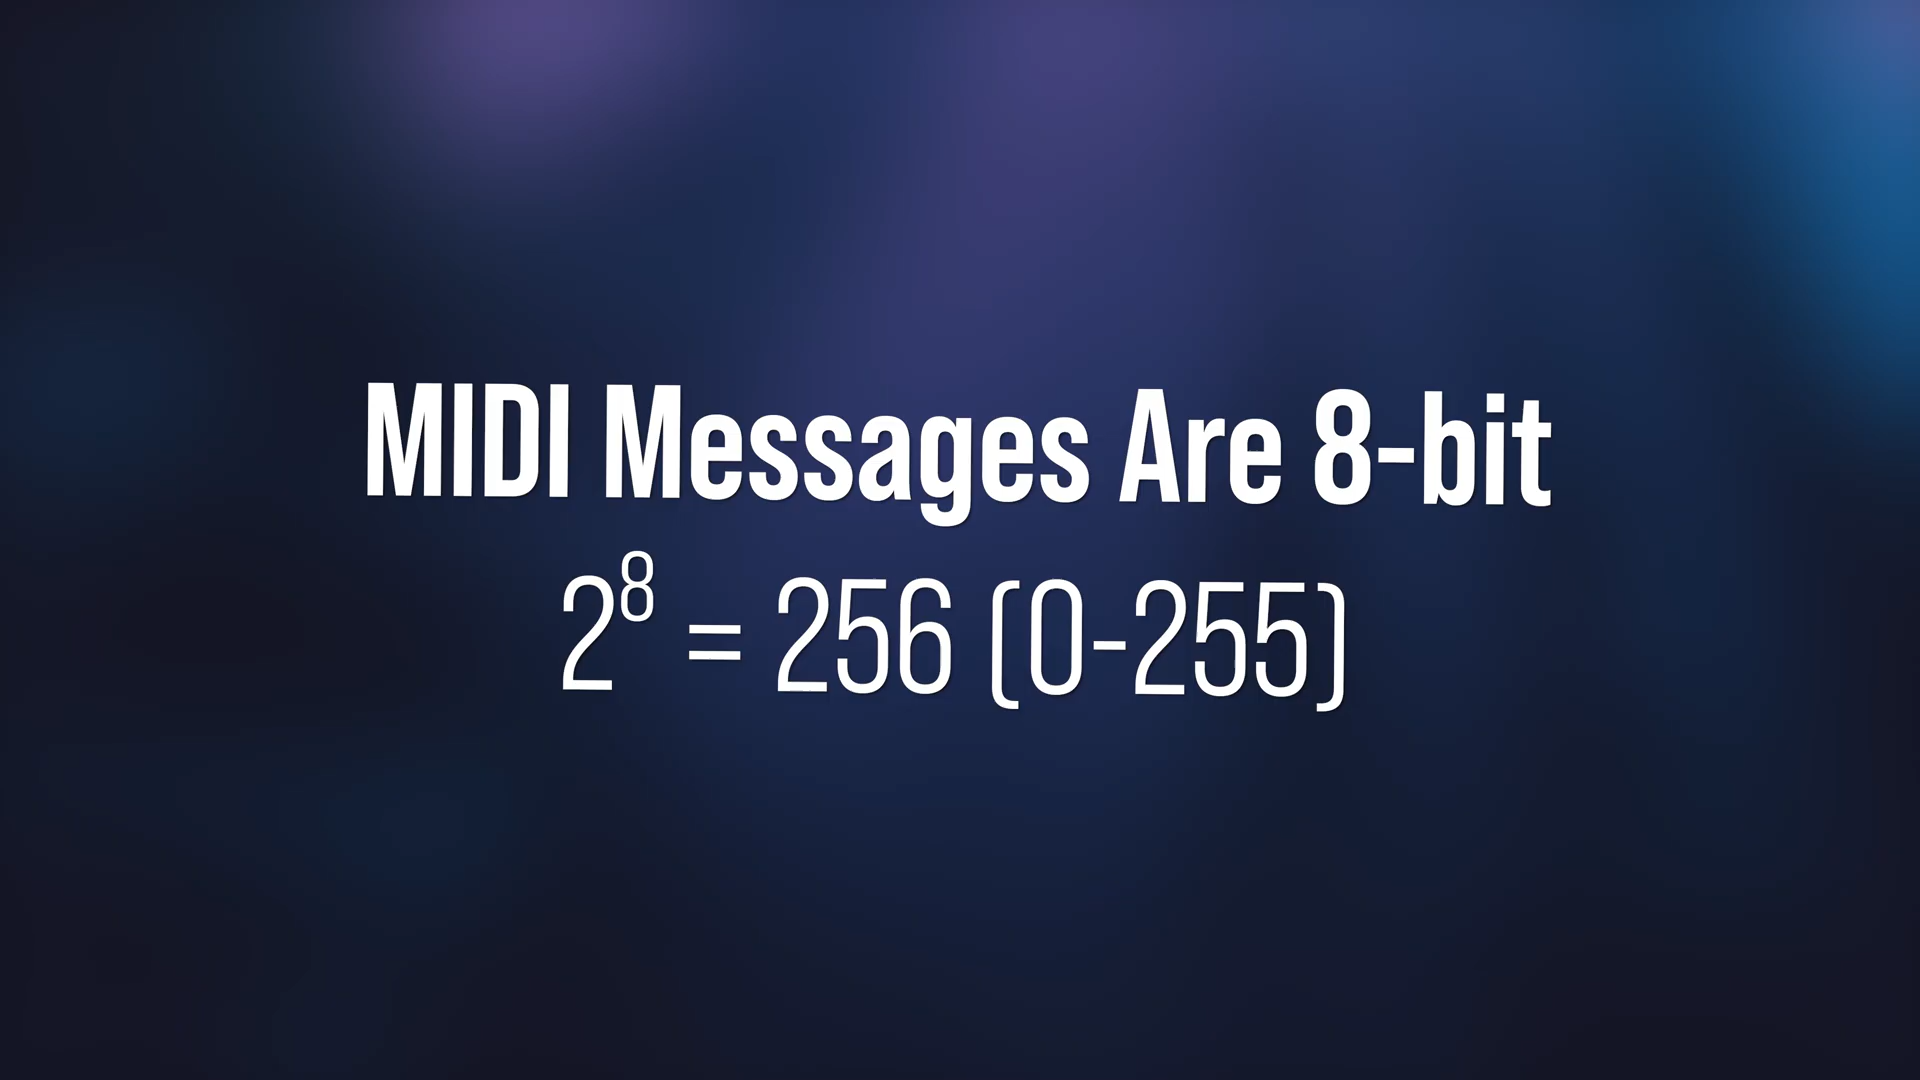 MIDI Messages Are 8-bit
2⁸ = 256 (0-255)